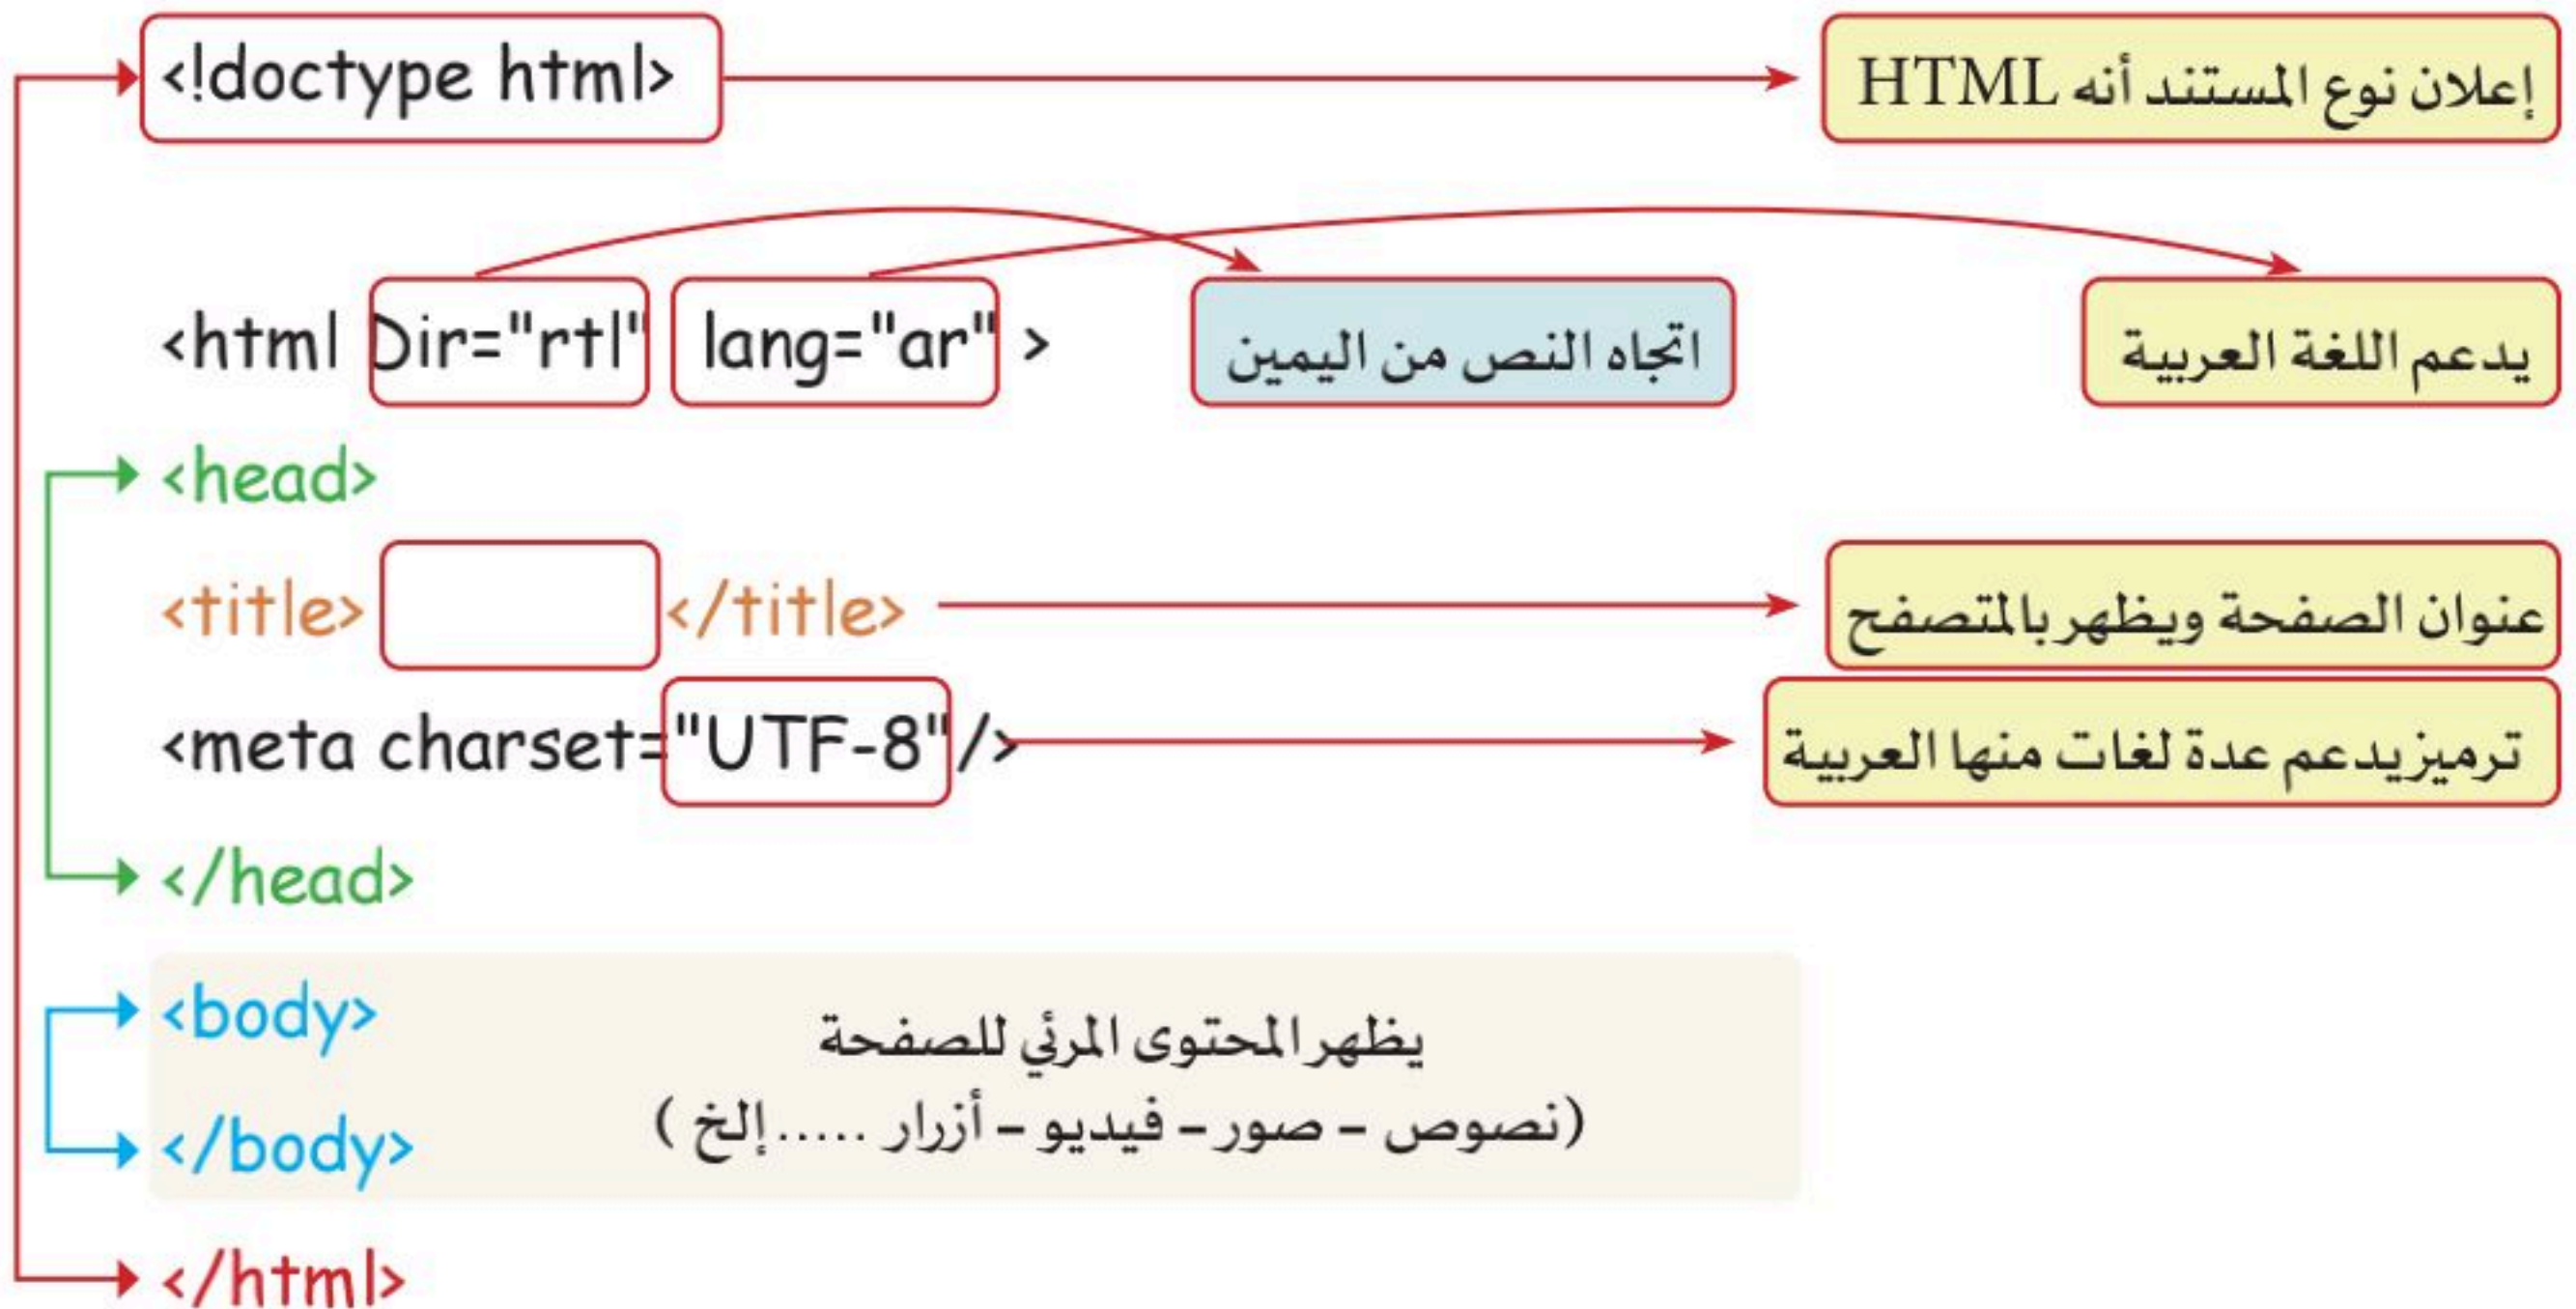 <!doctype html> إعلان نوع المستند أنه HTML
<html Dir="rtl" lang="ar" > اتجاه النص من اليمين يدعم اللغة العربية
<head>
<title> </title> عنوان الصفحة ويظهر بالمتصفح
<meta charset="UTF-8"/> ترميز يدعم عدة لغات منها العربية
</head>
<body>
يظهر المحتوى المرئي للصفحة
(نصوص - صور - فيديو - أزرار ..... إلخ )
</body>
</html>